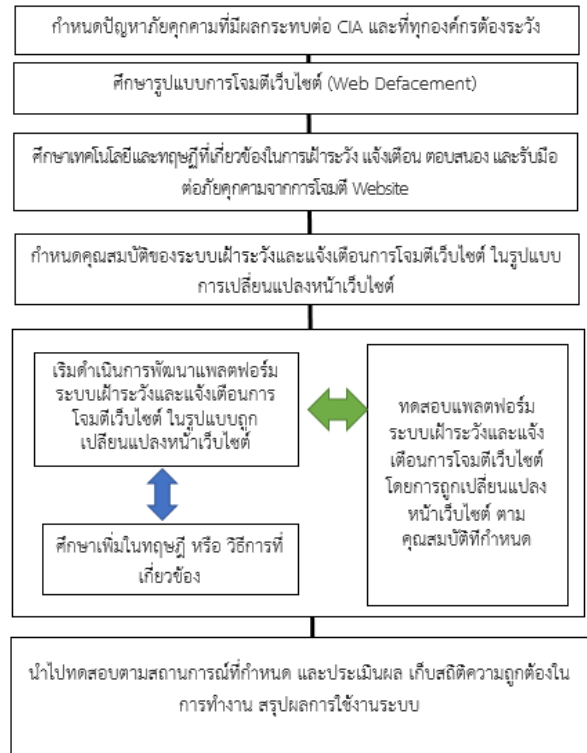 กำหนดปัญหาภัยคุกคามที่มีผลกระทบต่อ CIA และที่ทุกองค์กรต้องระวัง
ศึกษารูปแบบการโจมตีเว็บไซต์ (Web Defacement)
ศึกษาเทคโนโลยีและทฤษฏีที่เกี่ยวข้องในการเฝ้าระวัง แจ้งเตือน ตอบสนอง และรับมือ
ต่อภัยคุกคามจากการโจมตี Website
กำหนดคุณสมบัติของระบบเฝ้าระวังและแจ้งเตือนการโจมตีเว็บไซต์ ในรูปแบบ
การเปลี่ยนแปลงหน้าเว็บไซต์
เริ่มดำเนินการพัฒนาแพลตฟอร์ม
ระบบเฝ้าระวังและแจ้งเตือนการ
โจมตีเว็บไซต์ ในรูปแบบถูก
เปลี่ยนแปลงหน้าเว็บไซต์
ศึกษาเพิ่มในทฤษฎี หรือ วิธีการที่
เกี่ยวข้อง
ทดสอบแพลตฟอร์ม
ระบบเฝ้าระวังและแจ้ง
เตือนการโจมตีเว็บไซต์
โดยการถูกเปลี่ยนแปลง
หน้าเว็บไซต์ ตาม
คุณสมบัติที่กำหนด
นำไปทดสอบตามสถานการณ์ที่กำหนด และประเมินผล เก็บสถิติความถูกต้องใน
การทำงาน สรุปผลการใช้งานระบบ